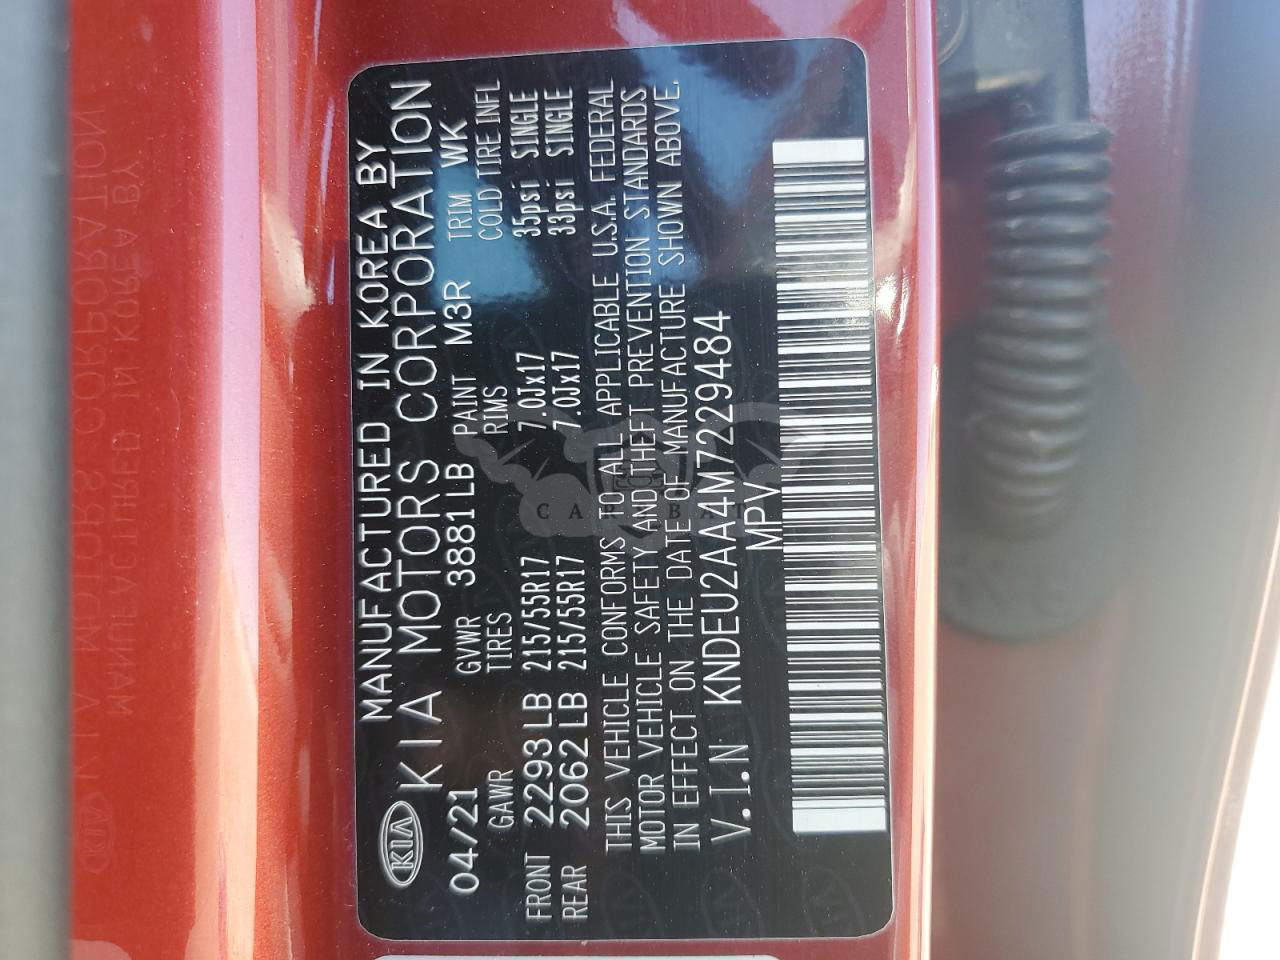 MANUFACTURED IN KOREA BY
KIA KIA MOTORS CORPORATION
04/21 GVWR 3881 LB PAINT M3R TRIM WK
GAWR TIRES RIMS COLD TIRE INFL
FRONT 2293 LB 215/55R17 7.0Jx17 35psi SINGLE
REAR 2062 LB 215/55R17 7.0Jx17 33psi SINGLE
THIS VEHICLE CONFORMS TO ALL APPLICABLE U.S.A. FEDERAL
MOTOR VEHICLE SAFETY AND THEFT PREVENTION STANDARDS
IN EFFECT ON THE DATE OF MANUFACTURE SHOWN ABOVE.
V.I.N KNDEU2AA4M7229484
MPV